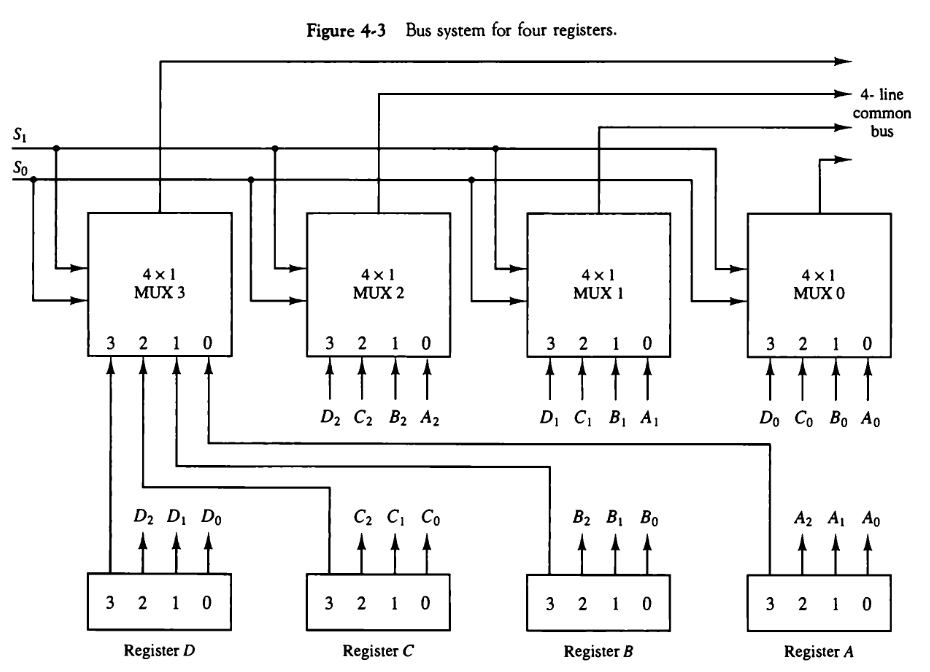 Figure 4-3 Bus system for four registers.
4- line
common
bus
S₁
S₀
4 × 1
MUX 3
4 × 1
MUX 2
4 × 1
MUX 1
4 × 1
MUX 0
3 2 1 0
3 2 1 0
3 2 1 0
3 2 1 0
D₂ C₂ B₂ A₂
D₁ C₁ B₁ A₁
D₀ C₀ B₀ A₀
D₂ D₁ D₀
C₂ C₁ C₀
B₂ B₁ B₀
A₂ A₁ A₀
3 2 1 0
3 2 1 0
3 2 1 0
3 2 1 0
Register D
Register C
Register B
Register A